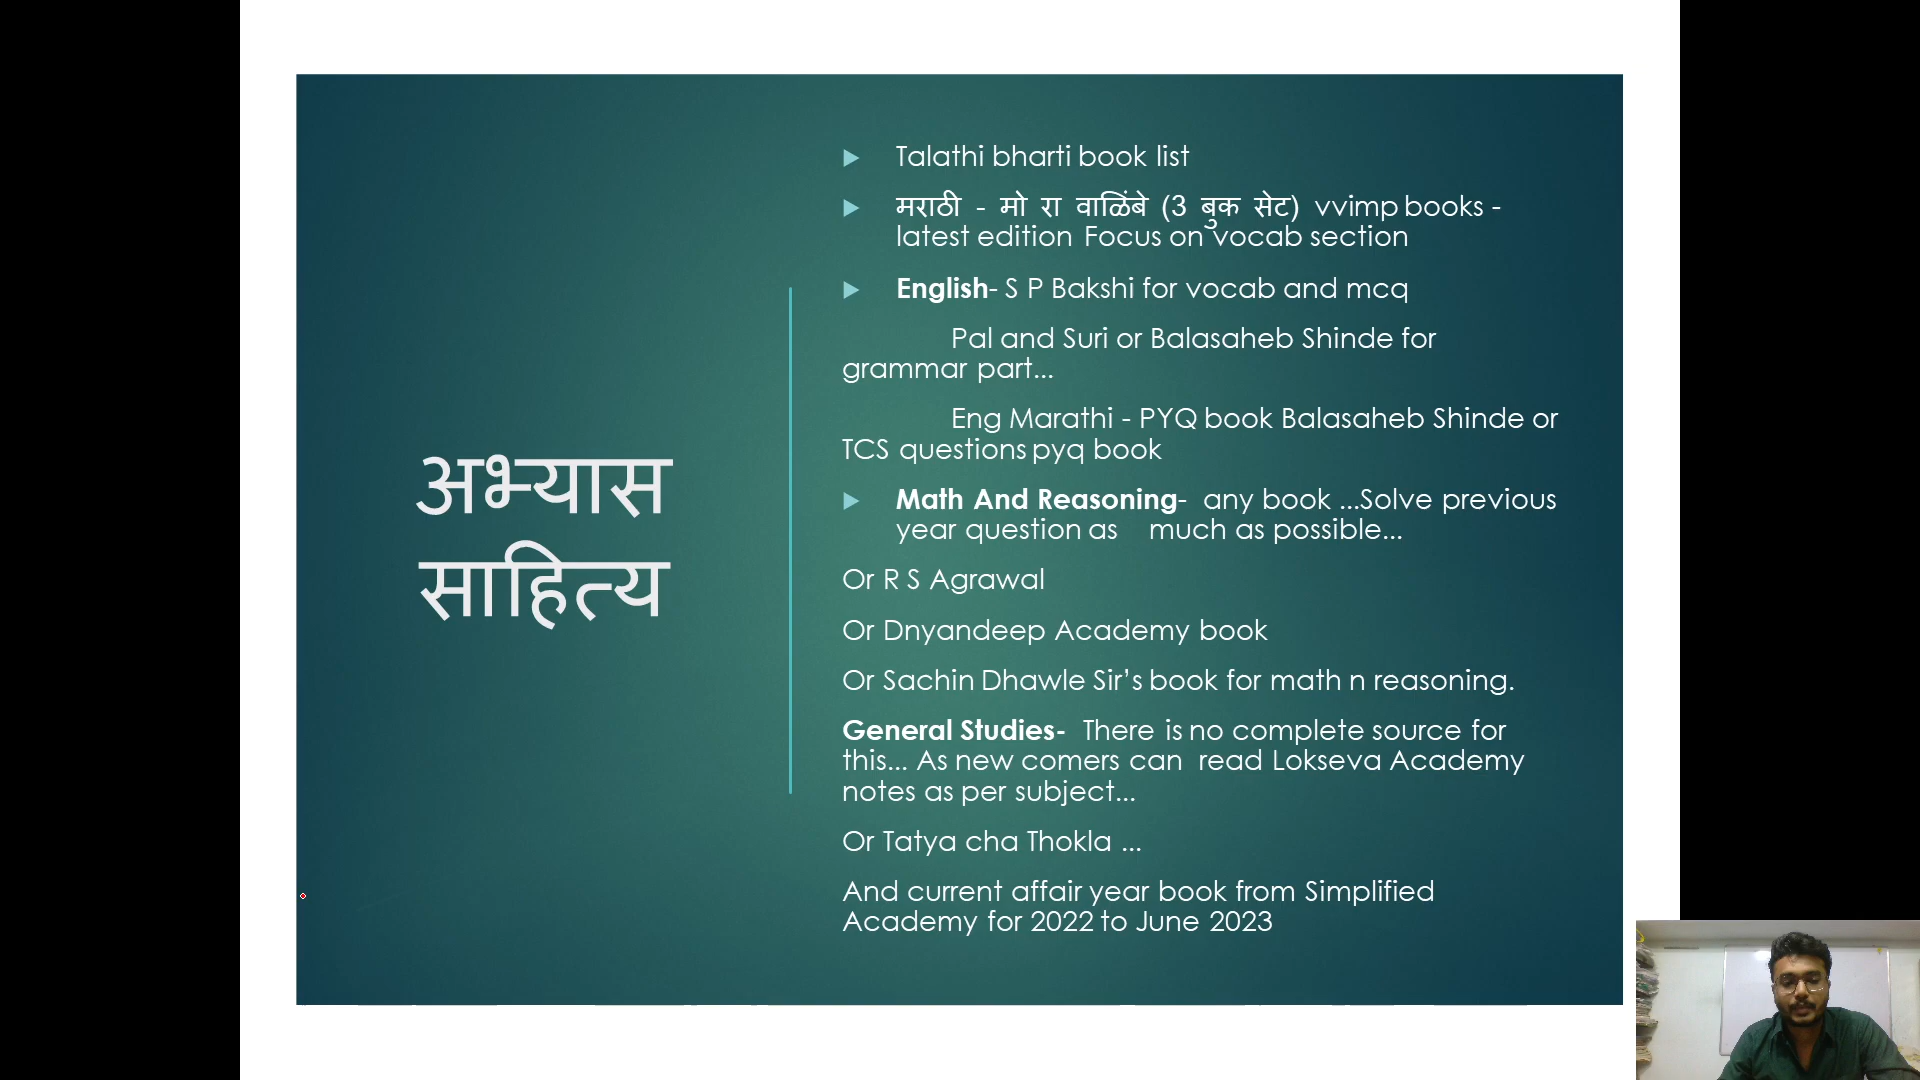 अभ्यास
साहित्य
Talathi bharti book list
मराठी - मो रा वाळिंबे (3 बुक सेट) vvimp books -
latest edition Focus on vocab section
English- S P Bakshi for vocab and mcq
Pal and Suri or Balasaheb Shinde for
grammar part...
Eng Marathi - PYQ book Balasaheb Shinde or
TCS questions pyq book
Math And Reasoning- any book ...Solve previous
year question as much as possible...
Or R S Agrawal
Or Dnyandeep Academy book
Or Sachin Dhawle Sir’s book for math n reasoning.
General Studies- There is no complete source for
this... As new comers can read Lokseva Academy
notes as per subject...
Or Tatya cha Thokla ...
And current affair year book from Simplified
Academy for 2022 to June 2023